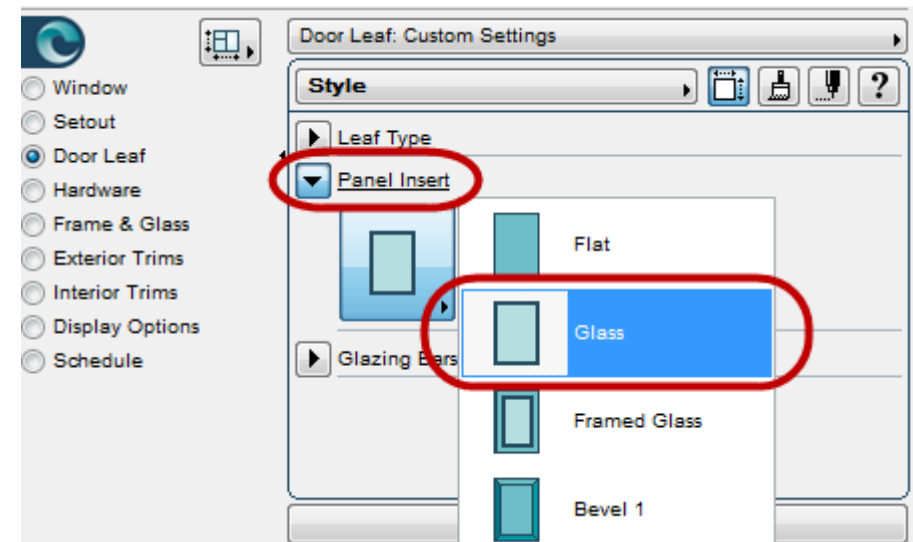 Door Leaf: Custom Settings
Window
Setout
Door Leaf
Hardware
Frame & Glass
Exterior Trims
Interior Trims
Display Options
Schedule
Style
?
Leaf Type
Panel Insert
Flat
Glass
Glazing Bars
Framed Glass
Bevel 1